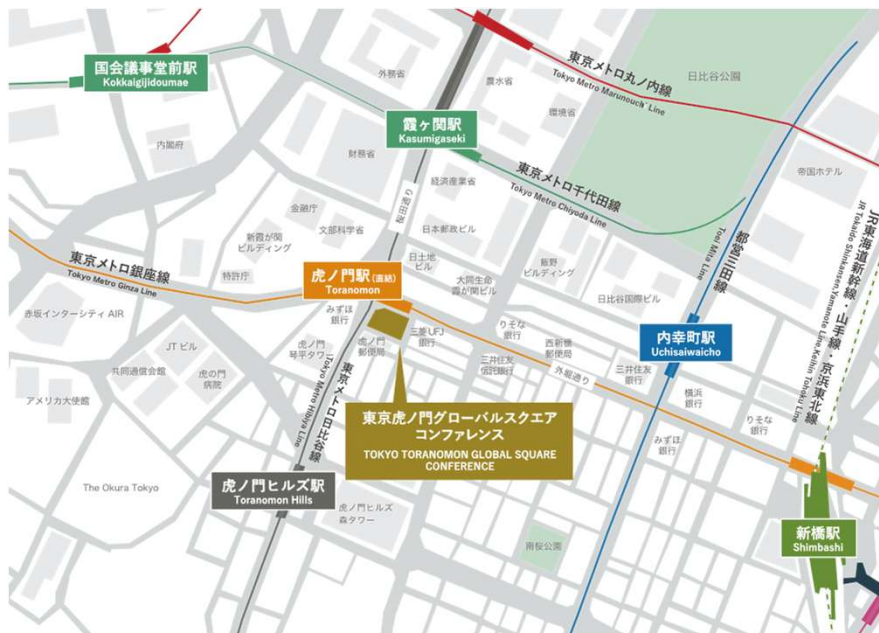 国会議事堂前駅
Kokkaigijidoumae
外務省
農水省
環境省
東京メトロ丸ノ内線
Tokyo Metro Marunouchi Line
日比谷公園
内閣府
財務省
霞ヶ関駅
Kasumigaseki
経済産業省
東京メトロ千代田線
Tokyo Metro Chiyoda Line
帝国ホテル
桜田通り
金融庁
文部科学省
新霞が関
ビルディング
日本郵政ビル
日土地
ビル
飯野
ビルディング
都営三田線
Toei Mita Line
JR東海道新幹線・山手線・京浜東北線
JR Tokaido Shinkansen,Yamanote Line,Keihin Tohoku Line
東京メトロ銀座線
Tokyo Metro Ginza Line
特許庁
虎ノ門駅(直結)
Toranomon
大同生命
霞が関ビル
日比谷国際ビル
赤坂インターシティ AIR
みずほ
銀行
虎ノ門
琴平タワー
虎ノ門
郵便局
三菱UFJ
銀行
りそな
銀行
西新橋
郵便局
内幸町駅
Uchisaiwaicho
JTビル
共同通信会館
虎の門
病院
三井住友
信託銀行
外堀通り
三井住友
銀行
横浜
銀行
りそな
銀行
みずほ
銀行
アメリカ大使館
東京メトロ日比谷線
Tokyo Metro Hibiya Line
東京虎ノ門グローバルスクエア
コンファレンス
TOKYO TORANOMON GLOBAL SQUARE
CONFERENCE
The Okura Tokyo
虎ノ門ヒルズ駅
Toranomon Hills
虎ノ門ヒルズ
森タワー
南桜公園
新橋駅
Shimbashi